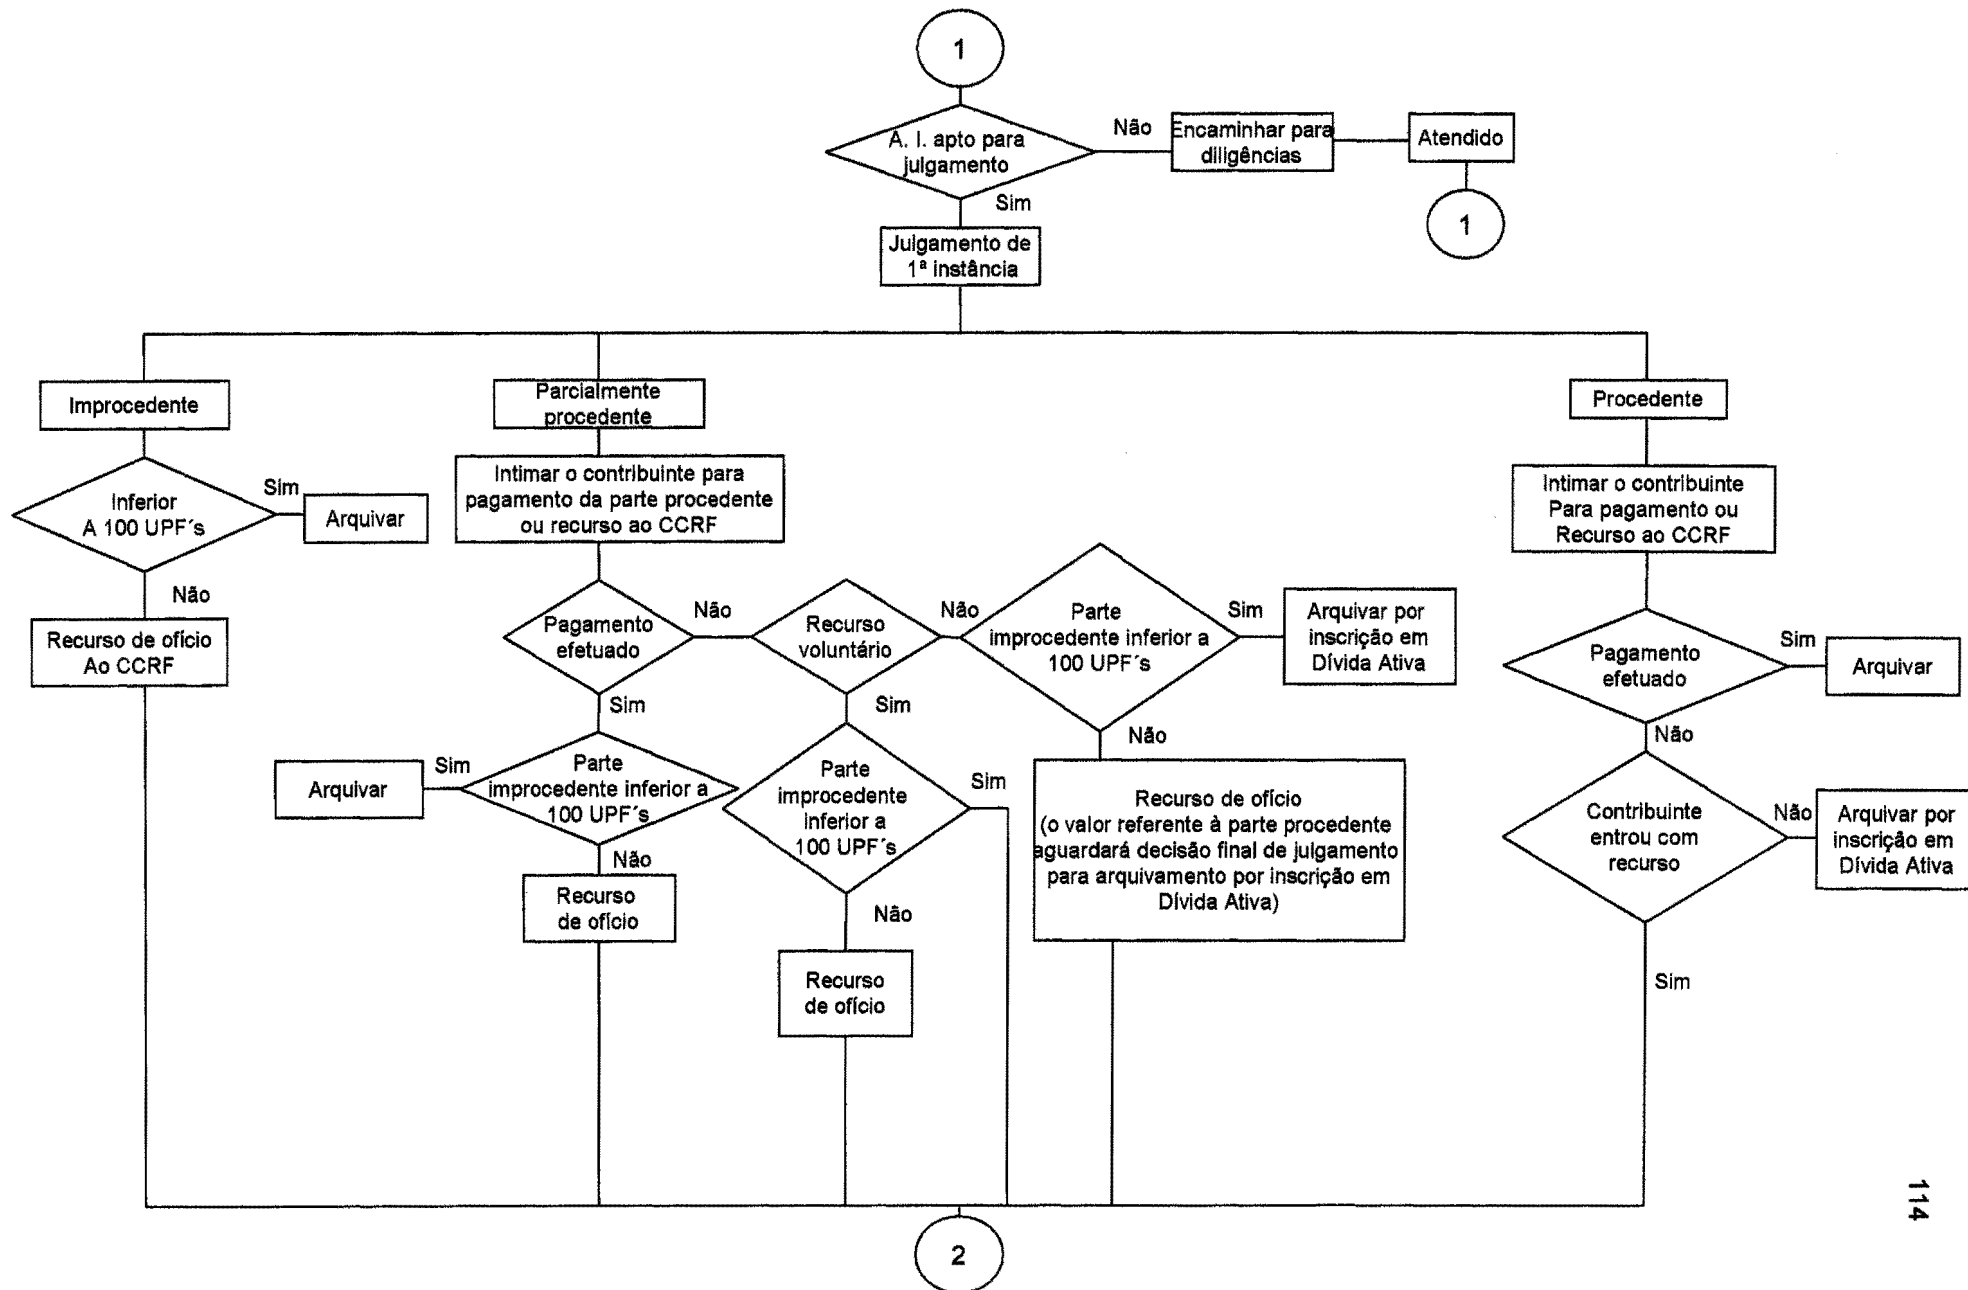 1
A. I. apto para
julgamento
Não
Encaminhar para
diligências
Atendido
1
Sim
Julgamento de
1ª instância
Improcedente
Inferior
A 100 UPF´s
Sim
Arquivar
Não
Recurso de ofício
Ao CCRF
Parcialmente
procedente
Intimar o contribuinte para
pagamento da parte procedente
ou recurso ao CCRF
Pagamento
efetuado
Não
Recurso
voluntário
Não
Parte
improcedente inferior a
100 UPF´s
Sim
Arquivar por
inscrição em
Dívida Ativa
Sim
Parte
improcedente inferior a
100 UPF´s
Sim
Arquivar
Não
Recurso
de ofício
Sim
Parte
improcedente
inferior a
100 UPF´s
Sim
Não
Recurso
de ofício
Não
Recurso de ofício
(o valor referente à parte procedente
aguardará decisão final de julgamento
para arquivamento por inscrição em
Dívida Ativa)
Procedente
Intimar o contribuinte
Para pagamento ou
Recurso ao CCRF
Pagamento
efetuado
Sim
Arquivar
Não
Contribuinte
entrou com
recurso
Não
Arquivar por
inscrição em
Dívida Ativa
Sim
2
114